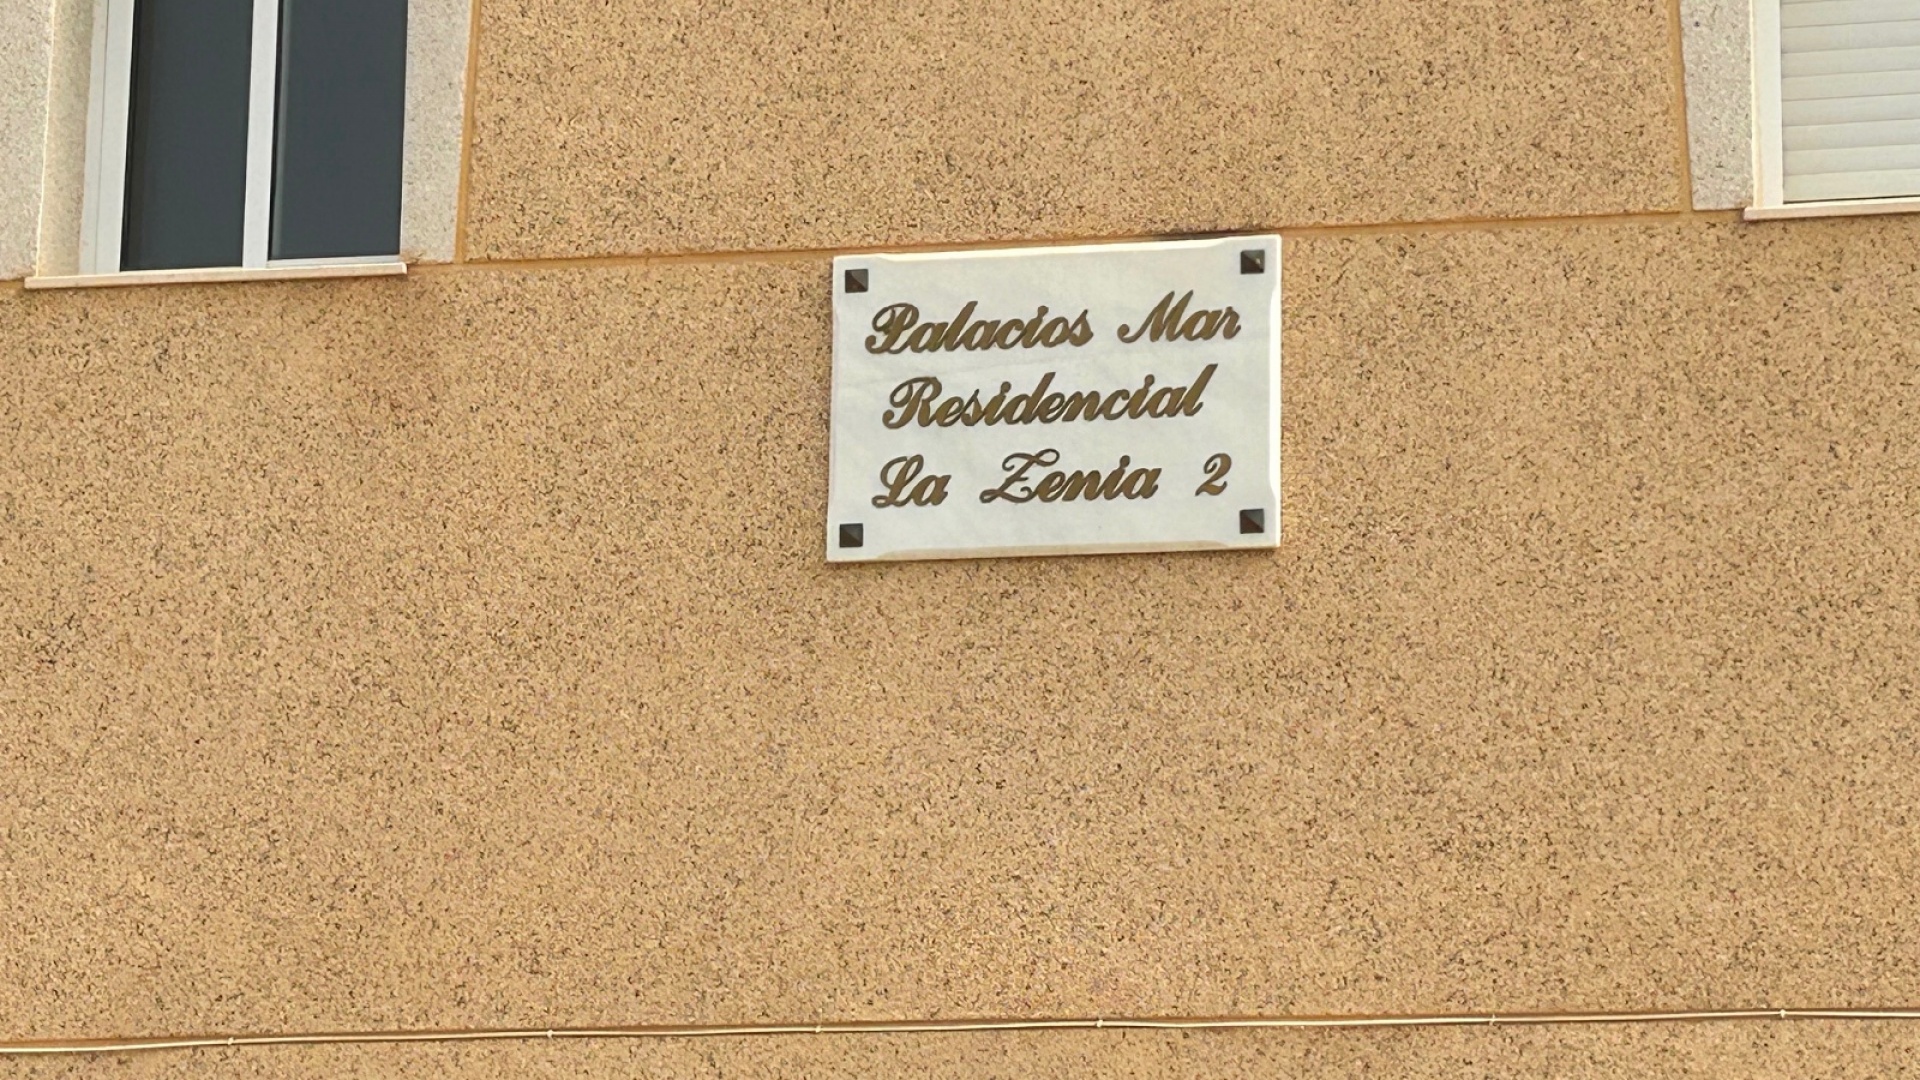 Palacios Mar
Residencial
La Zenia 2